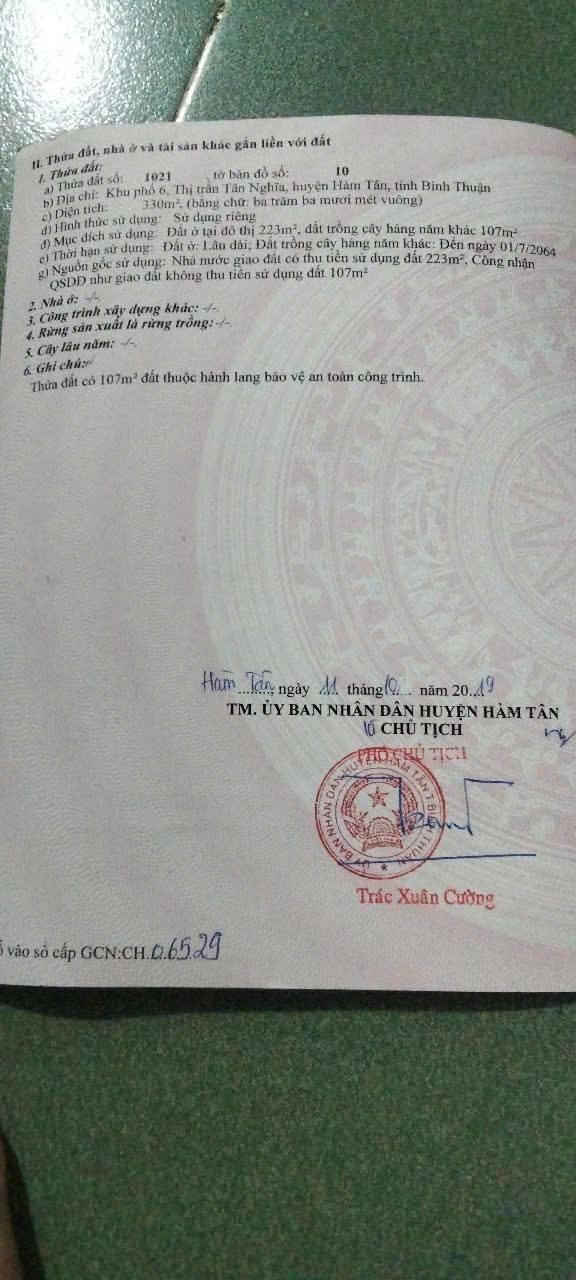 II. Thửa đất, nhà ở và tài sản khác gắn liền với đất
1. Thửa đất:
a) Thửa đất số: 1021 , tờ bản đồ số: 10
b) Địa chỉ: Khu phố 6, Thị trấn Tân Nghĩa, huyện Hàm Tân, tỉnh Bình Thuận
c) Diện tích: 330m², (bằng chữ: ba trăm ba mươi mét vuông)
d) Hình thức sử dụng: Sử dụng riêng
đ) Mục đích sử dụng: Đất ở tại đô thị 223m², đất trồng cây hàng năm khác 107m²
e) Thời hạn sử dụng: Đất ở: Lâu dài; Đất trồng cây hàng năm khác: Đến ngày 01/7/2064
g) Nguồn gốc sử dụng: Nhà nước giao đất có thu tiền sử dụng đất 223m², Công nhận
QSDĐ như giao đất không thu tiền sử dụng đất 107m²
2. Nhà ở: -/-.
3. Công trình xây dựng khác: -/-.
4. Rừng sản xuất là rừng trồng: -/-.
5. Cây lâu năm: -/-.
6. Ghi chú:
Thửa đất có 107m² đất thuộc hành lang bảo vệ an toàn công trình.
Hàm Tân, ngày 11 tháng 10 năm 2019
TM. ỦY BAN NHÂN DÂN HUYỆN HÀM TÂN
CHỦ TỊCH
PHÓ CHỦ TỊCH
ỦY BAN NHÂN DÂN HUYỆN HÀM TÂN T. BÌNH THUẬN
Trác Xuân Cường
vào sổ cấp GCN:CH.06529